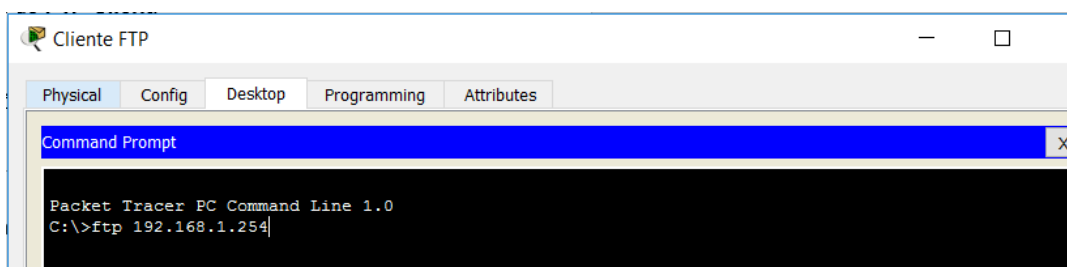 Cliente FTP
Physical Config Desktop Programming Attributes
Command Prompt
X
Packet Tracer PC Command Line 1.0
C:\>ftp 192.168.1.254